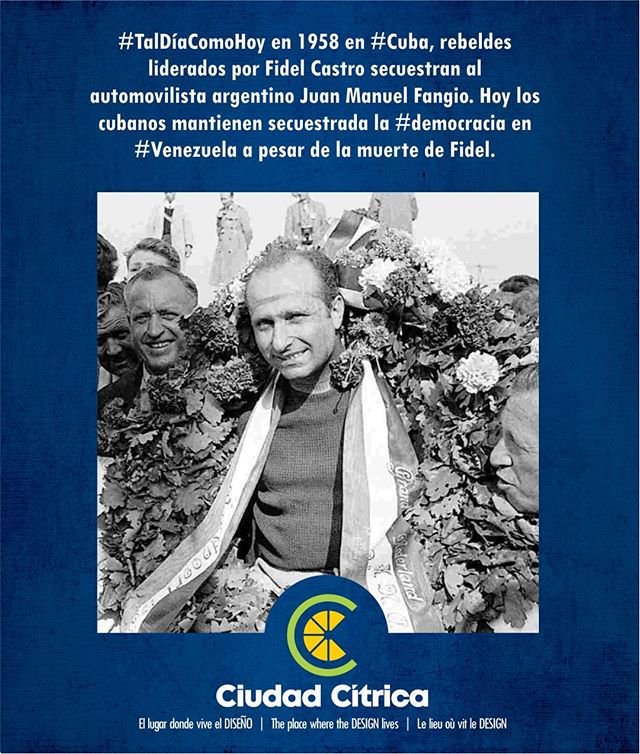 #TalDíaComoHoy en 1958 en #Cuba, rebeldes
liderados por Fidel Castro secuestran al
automovilista argentino Juan Manuel Fangio. Hoy los
cubanos mantienen secuestrada la #democracia en
#Venezuela a pesar de la muerte de Fidel.
Ciudad Cítrica
El lugar donde vive el DISEÑO | The place where the DESIGN lives | Le lieu où vit le DESIGN